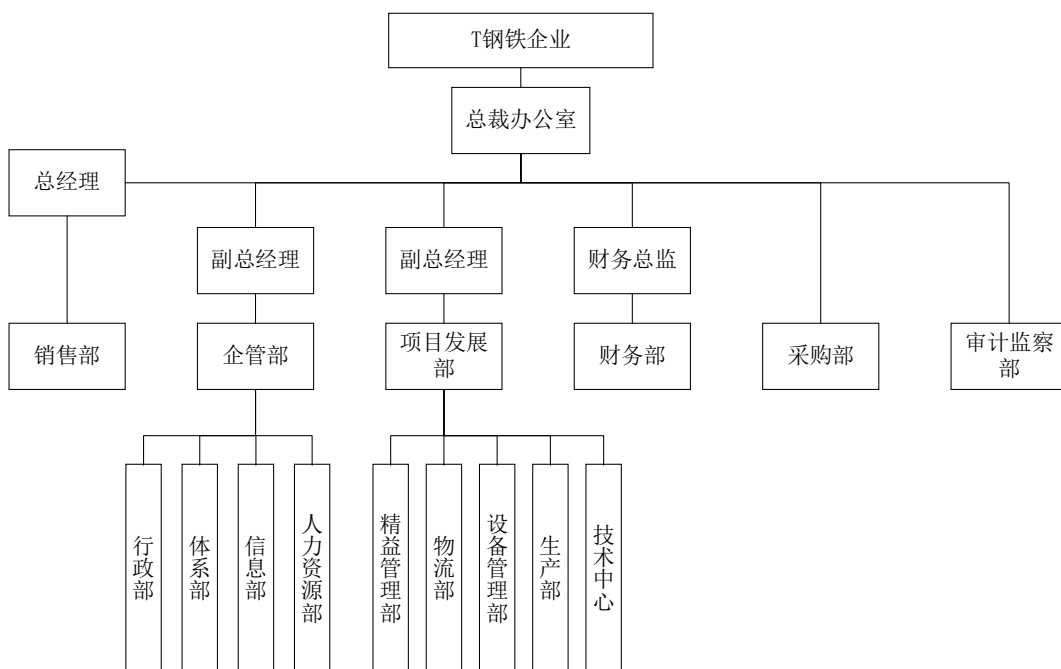 T钢铁企业
总裁办公室
总经理
副总经理
副总经理
财务总监
销售部
企管部
项目发展
部
财务部
采购部
审计监察
部
行政部
体系部
信息部
人力资源部
精益管理部
物流部
设备管理部
生产部
技术中心